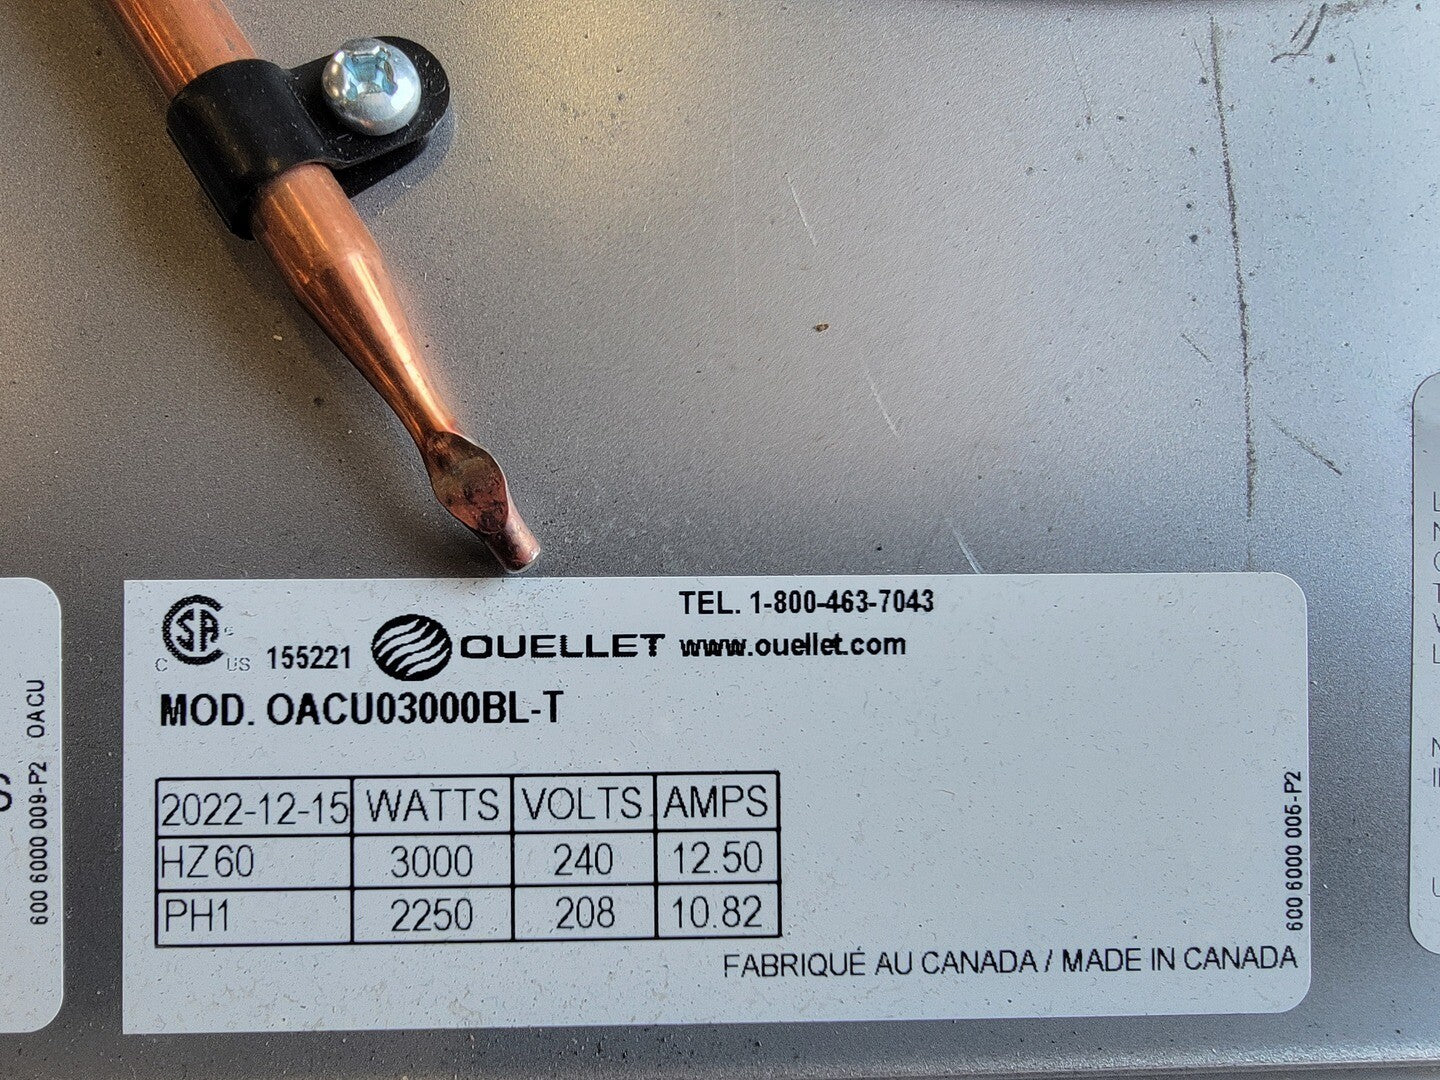 TEL. 1-800-463-7043
CSA
C US 155221 OUELLET www.ouellet.com
MOD. OACU03000BL-T
2022-12-15 WATTS VOLTS AMPS
HZ60 3000 240 12.50
PH1 2250 208 10.82
FABRIQUÉ AU CANADA / MADE IN CANADA
600 6000 005-P2
600 6000 009-P2 OACU